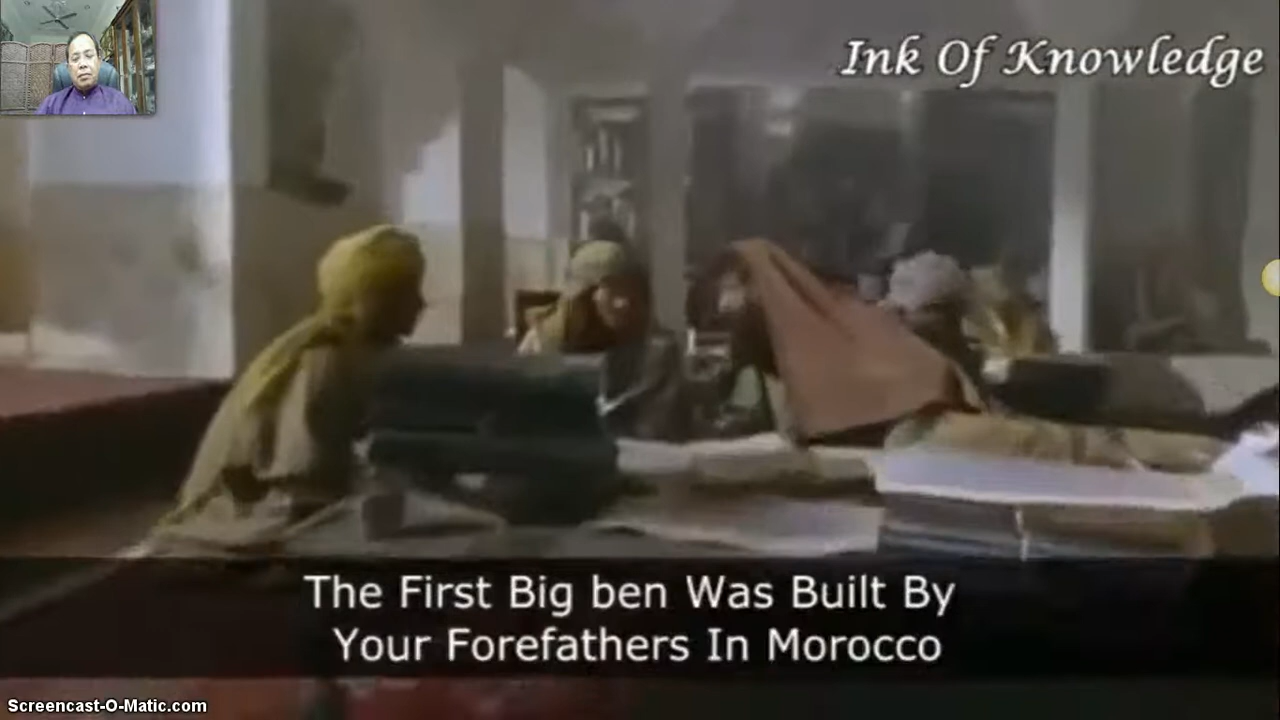 Ink Of Knowledge
The First Big ben Was Built By
Your Forefathers In Morocco
Screencast-O-Matic.com